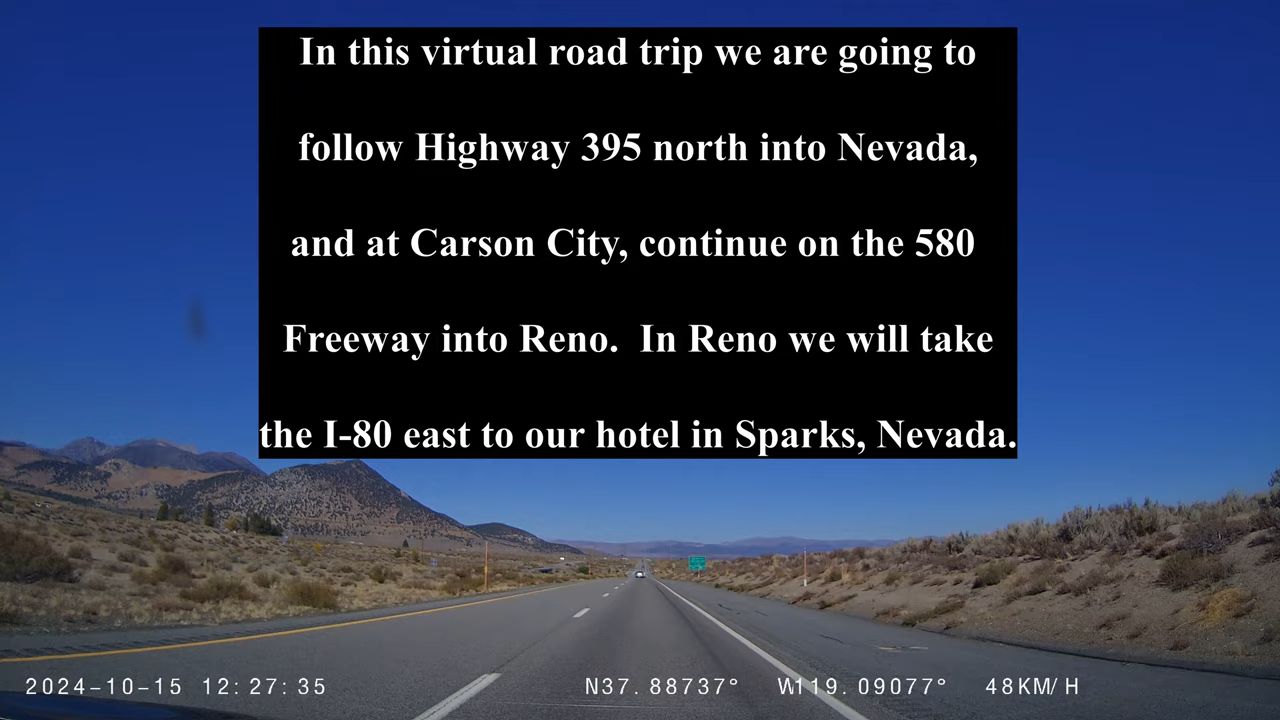 In this virtual road trip we are going to
follow Highway 395 north into Nevada,
and at Carson City, continue on the 580
Freeway into Reno.  In Reno we will take
the I-80 east to our hotel in Sparks, Nevada.
2024-10-15 12:27:35 N37.88737° W119.09077° 48KM/H